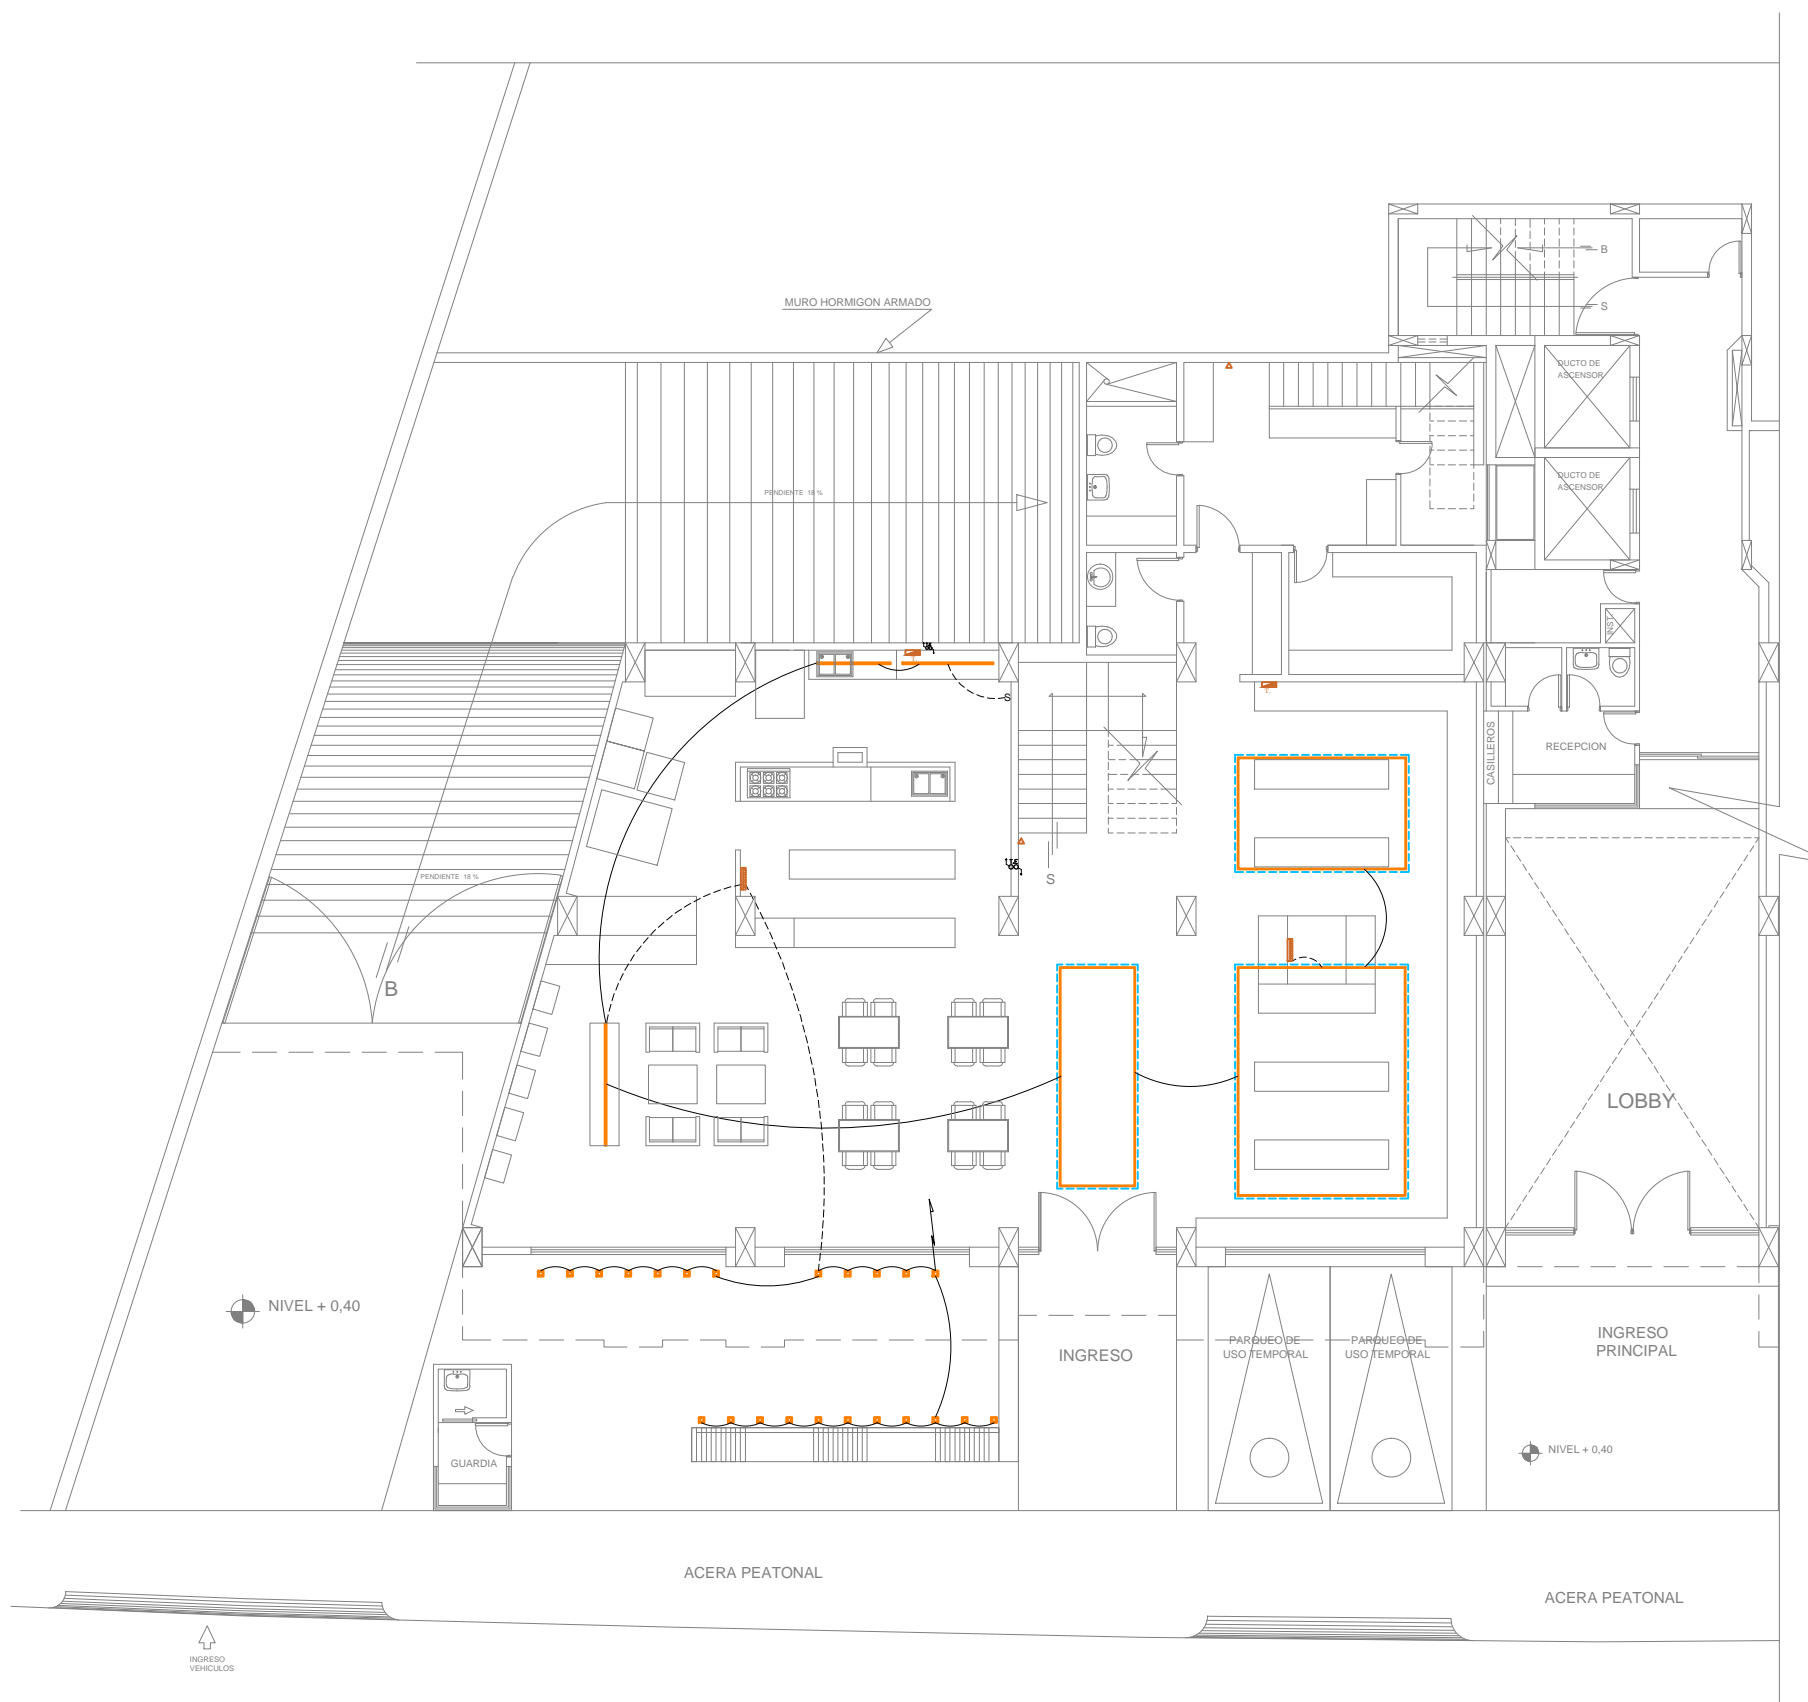 B
S
MURO HORMIGON ARMADO
DUCTO DE
ASCENSOR
PENDIENTE 18 %
DUCTO DE
ASCENSOR
INST.
S
CASILLEROS
RECEPCION
PENDIENTE 18 %
S
B
LOBBY
NIVEL + 0,40
INGRESO
PARQUEO DE
USO TEMPORAL
PARQUEO DE
USO TEMPORAL
INGRESO
PRINCIPAL
GUARDIA
NIVEL + 0,40
ACERA PEATONAL
ACERA PEATONAL
INGRESO
VEHICULOS